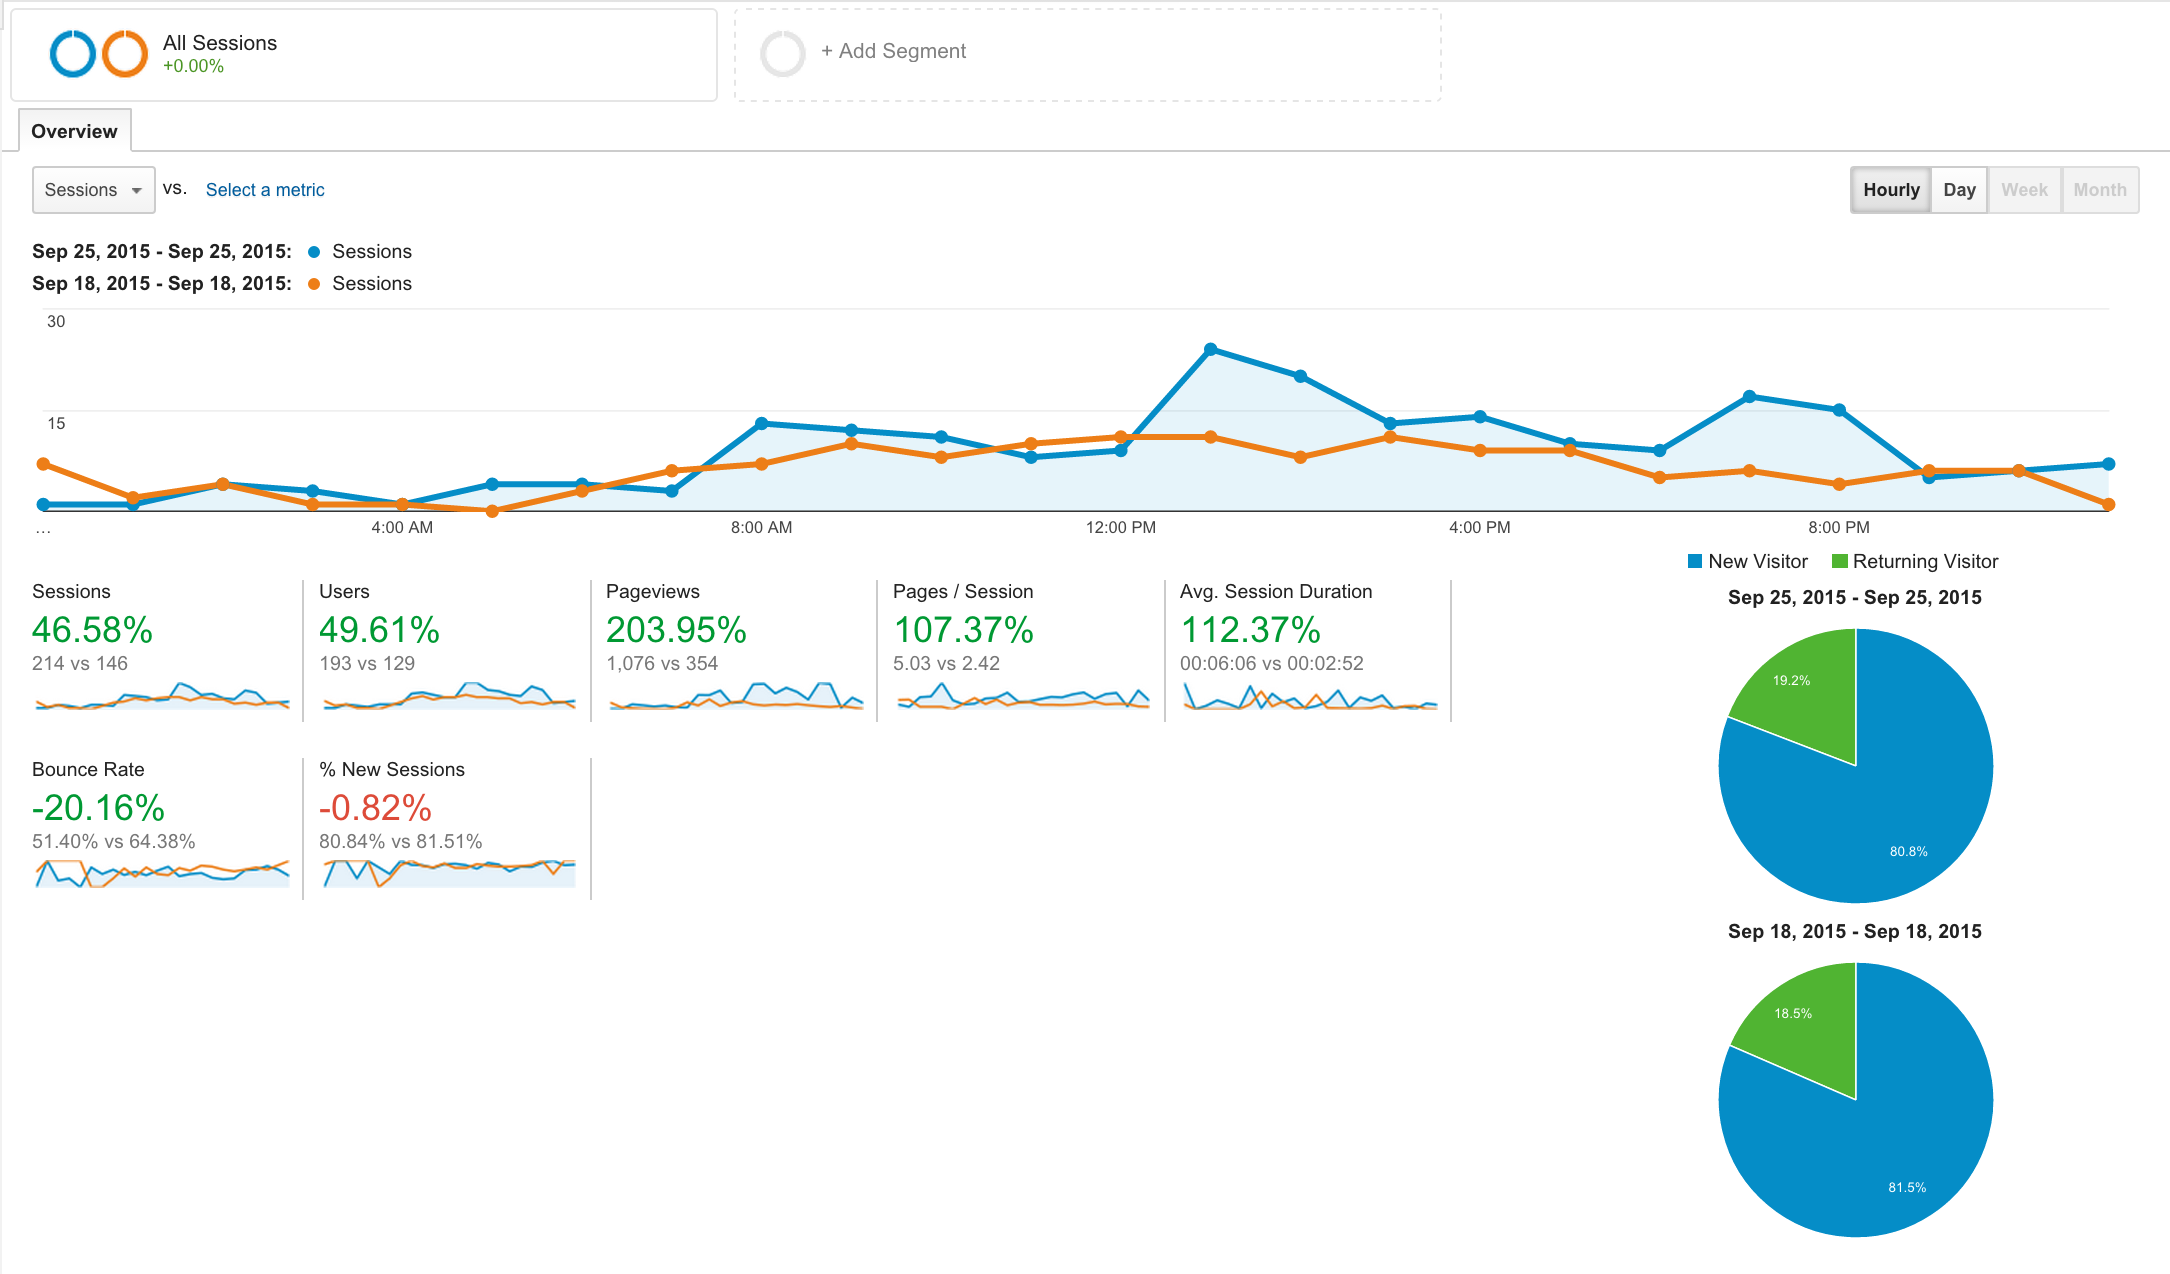 All Sessions
+0.00%
+ Add Segment
Overview
Sessions vs. Select a metric
Hourly Day Week Month
Sep 25, 2015 - Sep 25, 2015: Sessions
Sep 18, 2015 - Sep 18, 2015: Sessions
30
15
... 4:00 AM 8:00 AM 12:00 PM 4:00 PM 8:00 PM
New Visitor Returning Visitor
Sessions
46.58%
214 vs 146
Users
49.61%
193 vs 129
Pageviews
203.95%
1,076 vs 354
Pages / Session
107.37%
5.03 vs 2.42
Avg. Session Duration
112.37%
00:06:06 vs 00:02:52
Bounce Rate
-20.16%
51.40% vs 64.38%
% New Sessions
-0.82%
80.84% vs 81.51%
Sep 25, 2015 - Sep 25, 2015
19.2%
80.8%
Sep 18, 2015 - Sep 18, 2015
18.5%
81.5%